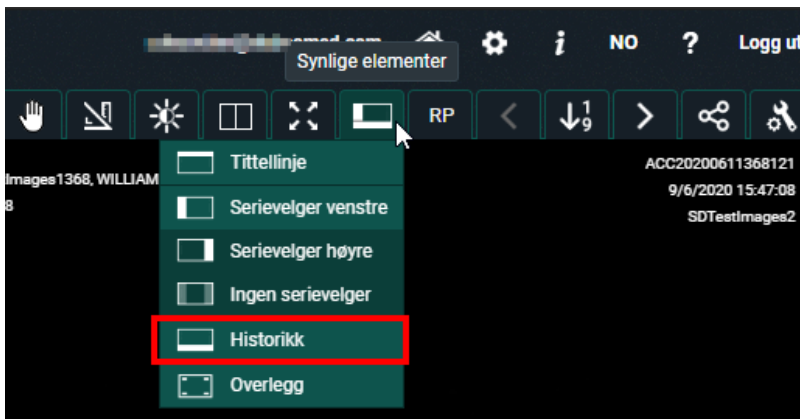 Synlige elementer
NO
?
Logg ut
RP
Images1368, WILLIAM
8
ACC20200611368121
9/6/2020 15:47:08
SDTestImages2
Tittellinje
Serievelger venstre
Serievelger høyre
Ingen serievelger
Historikk
Overlegg